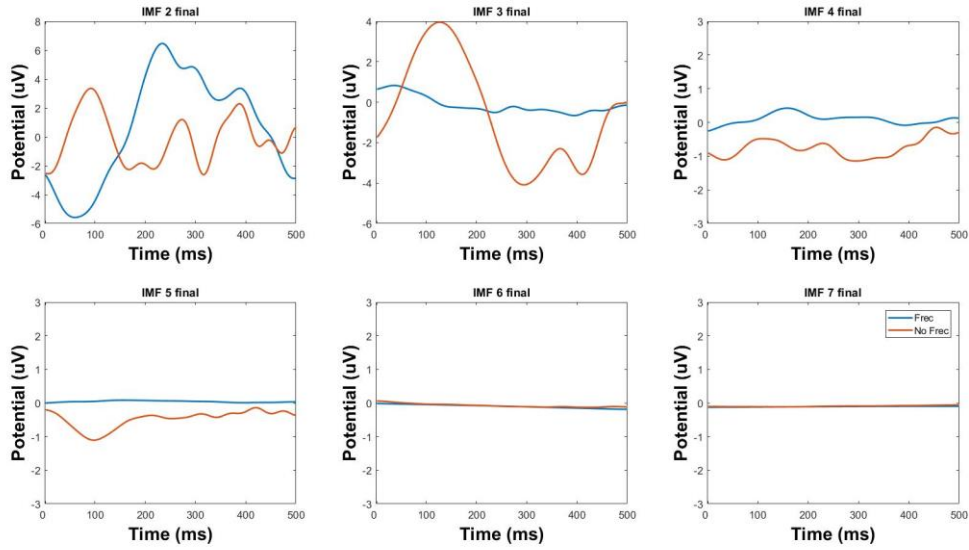 IMF 2 final
8
6
4
2
0
-2
-4
-6
Potential (uV)
0 100 200 300 400 500
Time (ms)
IMF 3 final
4
2
0
-2
-4
-6
Potential (uV)
0 100 200 300 400 500
Time (ms)
IMF 4 final
3
2
1
0
-1
-2
-3
Potential (uV)
0 100 200 300 400 500
Time (ms)
IMF 5 final
3
2
1
0
-1
-2
-3
Potential (uV)
0 100 200 300 400 500
Time (ms)
IMF 6 final
3
2
1
0
-1
-2
-3
Potential (uV)
0 100 200 300 400 500
Time (ms)
IMF 7 final
3
2
1
0
-1
-2
-3
Potential (uV)
Frec
No Frec
0 100 200 300 400 500
Time (ms)